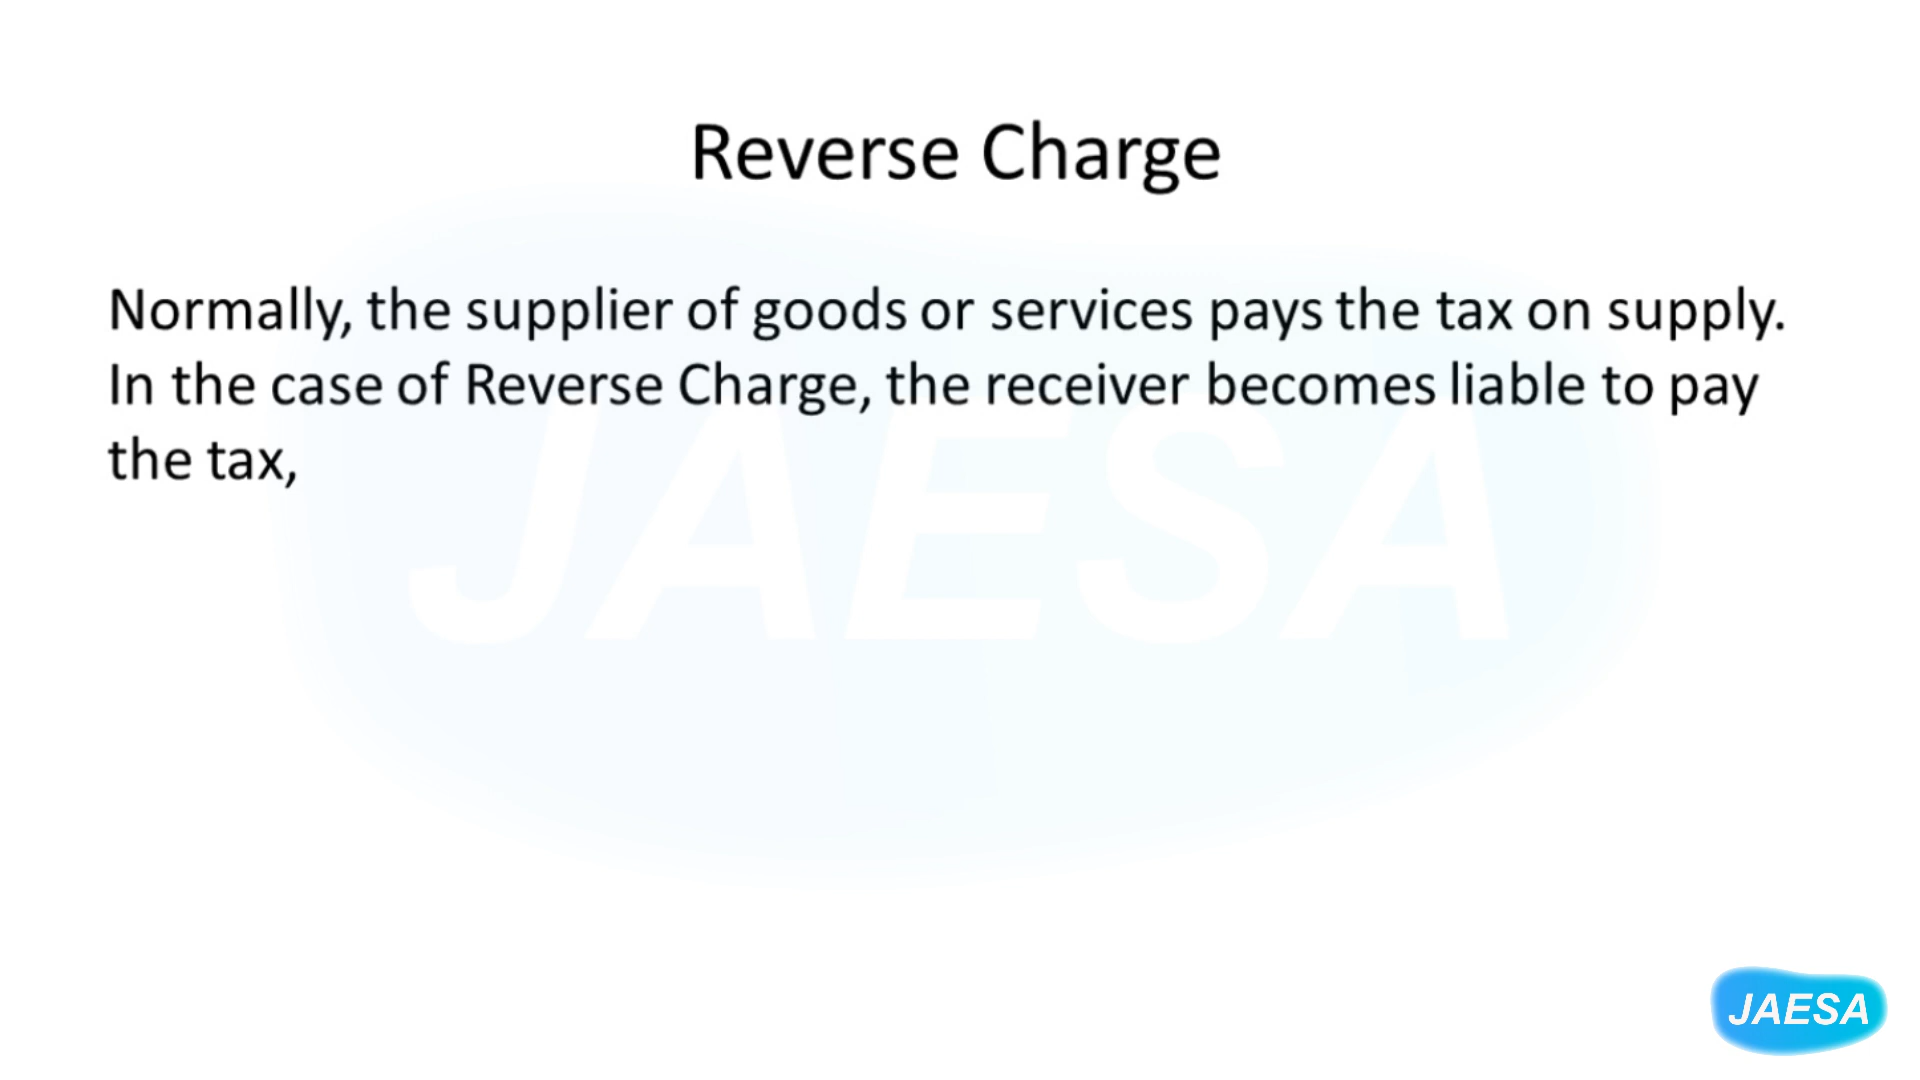 Reverse Charge
Normally, the supplier of goods or services pays the tax on supply.
In the case of Reverse Charge, the receiver becomes liable to pay
the tax,
JAESA
JAESA